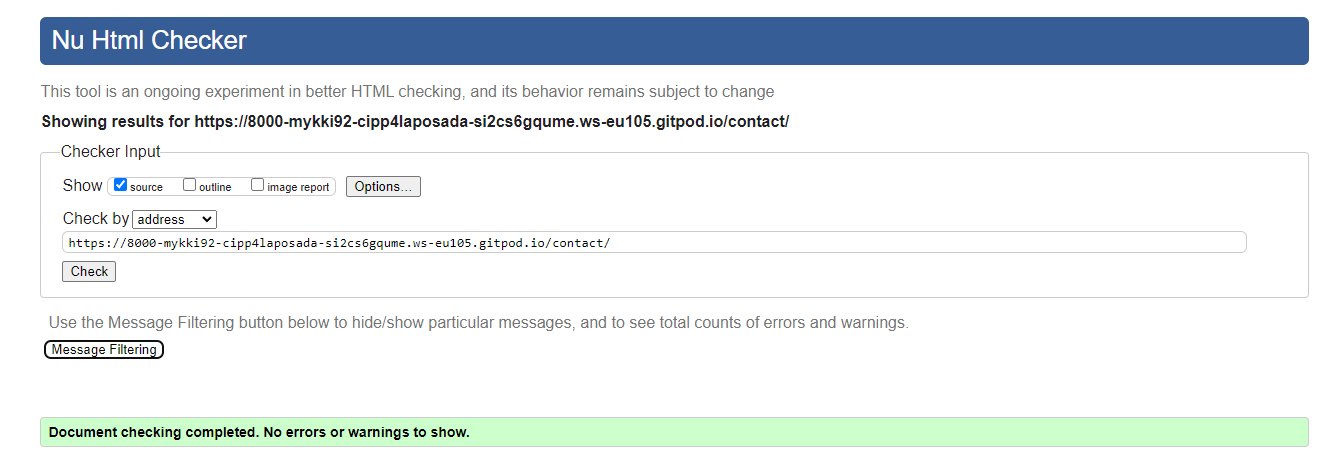 Nu Html Checker
This tool is an ongoing experiment in better HTML checking, and its behavior remains subject to change
Showing results for https://8000-mykki92-cipp4laposada-si2cs6gqume.ws-eu105.gitpod.io/contact/
Checker Input
Show source outline image report Options...
Check by address
https://8000-mykki92-cipp4laposada-si2cs6gqume.ws-eu105.gitpod.io/contact/
Check
Use the Message Filtering button below to hide/show particular messages, and to see total counts of errors and warnings.
Message Filtering
Document checking completed. No errors or warnings to show.